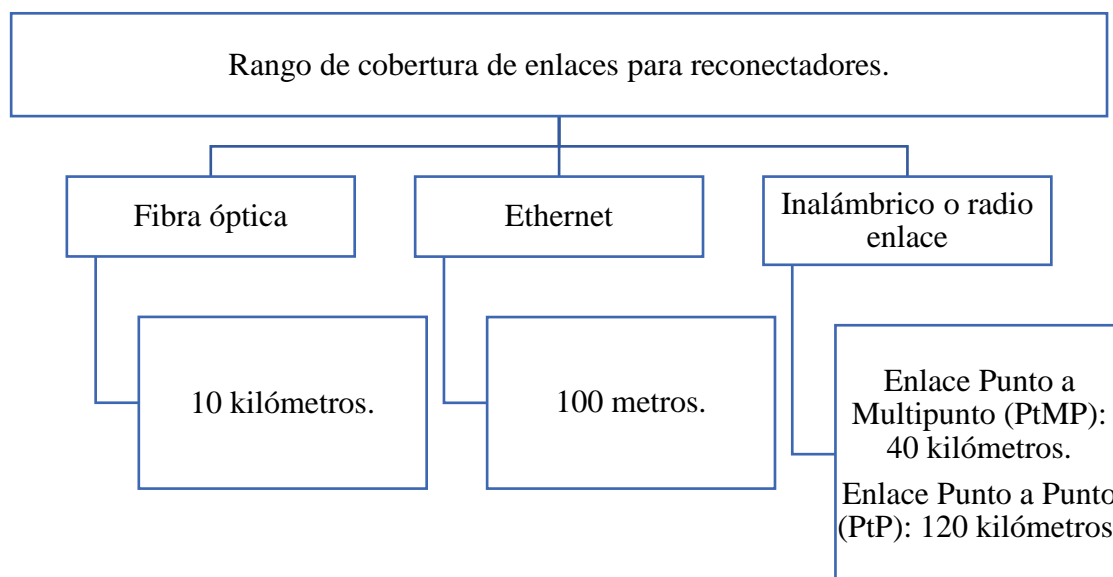 Rango de cobertura de enlaces para reconectadores.
Fibra óptica
Ethernet
Inalámbrico o radio
enlace
10 kilómetros.
100 metros.
Enlace Punto a
Multipunto (PtMP):
40 kilómetros.
Enlace Punto a Punto
(PtP): 120 kilómetros